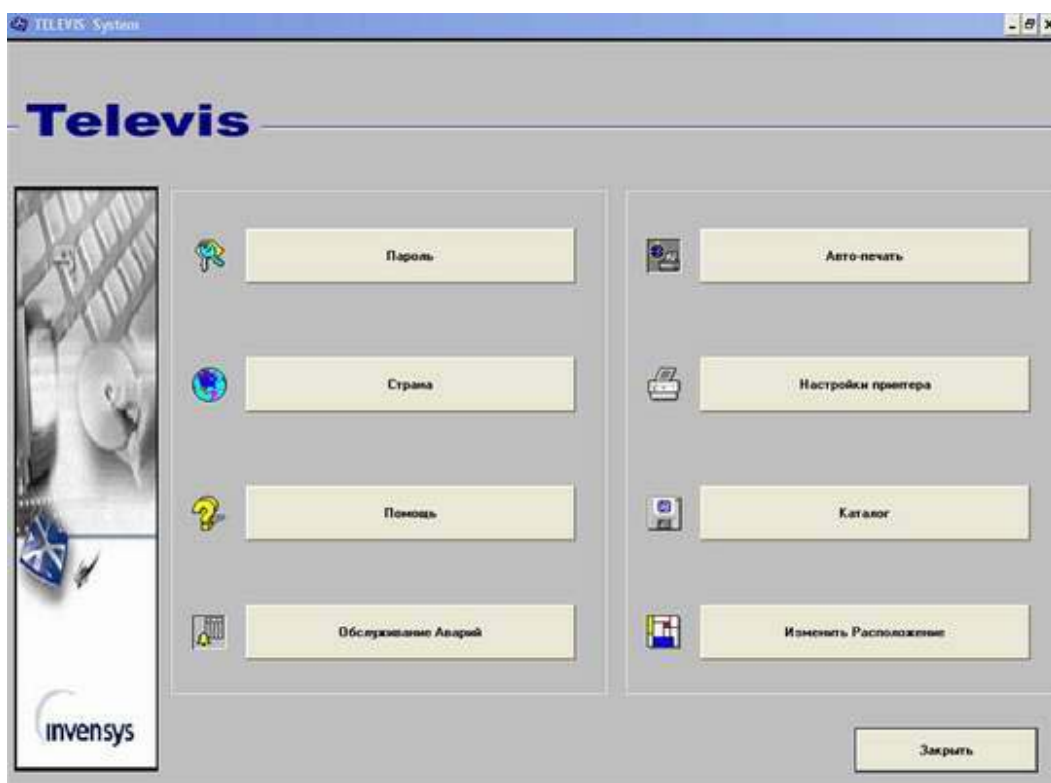 TELEVIS System
Televis
Пароль
Авто-печать
Страна
Настройки принтера
Помощь
Каталог
Обслуживание Аварий
Изменить Расположение
invensys
Закрыть